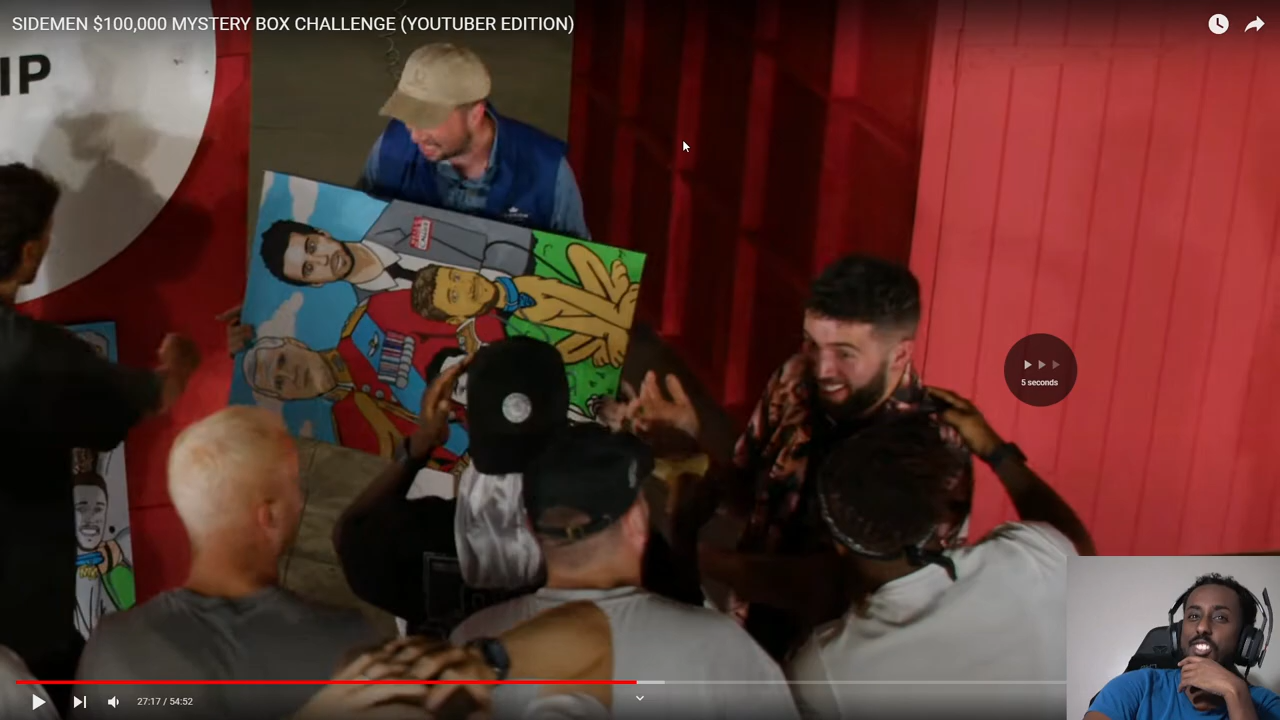 SIDEMEN $100,000 MYSTERY BOX CHALLENGE (YOUTUBER EDITION)
IP
5 seconds
27:17 / 54:52